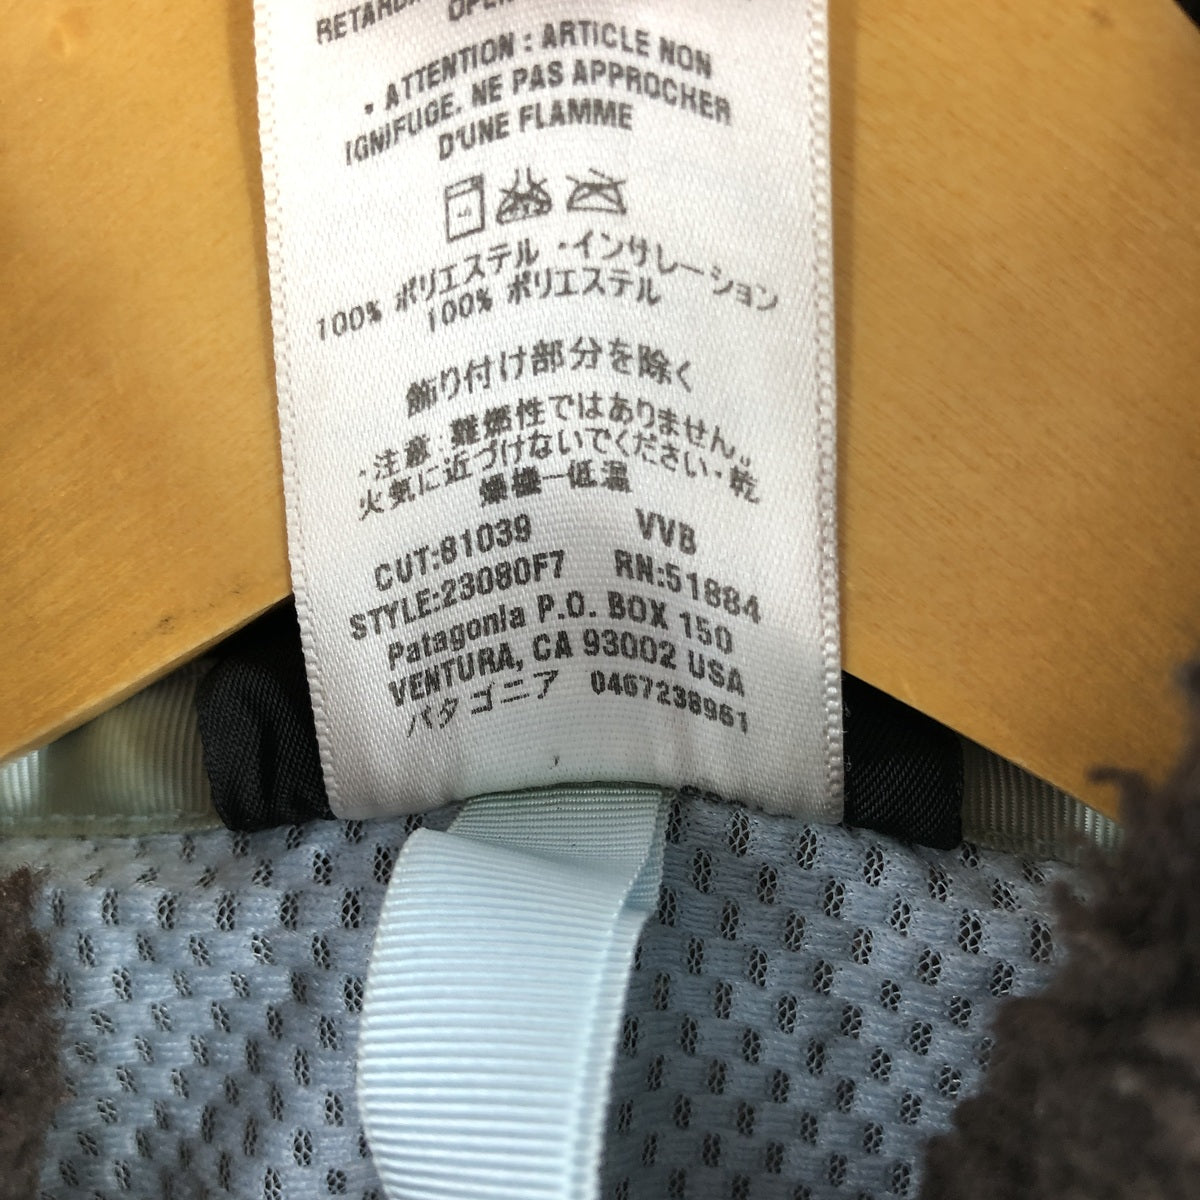 • ATTENTION : ARTICLE NON
IGNIFUGE. NE PAS APPROCHER
D'UNE FLAMME
100% ポリエステル ・インサレーション
100% ポリエステル
飾り付け部分を除く
・注意：難燃性ではありません。
火気に近づけないでください・乾
燥機ー低温
CUT:81039 VVB
STYLE:23080F7 RN:51884
Patagonia P.O. BOX 150
VENTURA, CA 93002 USA
パタゴニア 0467238961